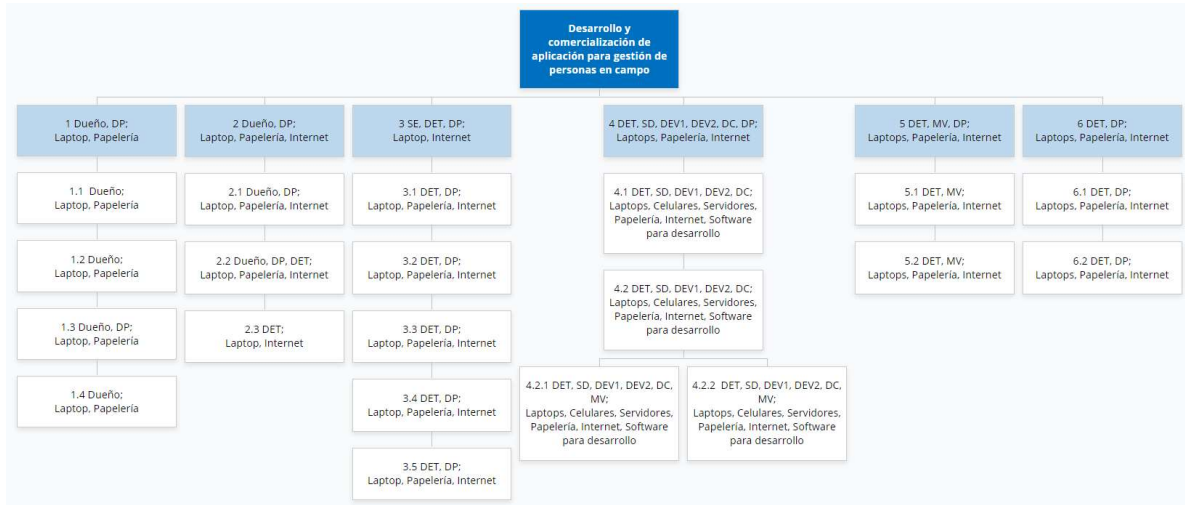 Desarrollo y
comercialización de
aplicación para gestión de
personas en campo
1 Dueño, DP;
Laptop, Papelería
1.1 Dueño;
Laptop, Papelería
1.2 Dueño;
Laptop, Papelería
1.3 Dueño, DP;
Laptop, Papelería
1.4 Dueño;
Laptop, Papelería
2 Dueño, DP;
Laptop, Papelería, Internet
2.1 Dueño, DP;
Laptop, Papelería, Internet
2.2 Dueño, DP, DET;
Laptop, Papelería, Internet
2.3 DET;
Laptop, Internet
3 SE, DET, DP;
Laptop, Internet
3.1 DET, DP;
Laptop, Papelería, Internet
3.2 DET, DP;
Laptop, Papelería, Internet
3.3 DET, DP;
Laptop, Papelería, Internet
3.4 DET, DP;
Laptop, Papelería, Internet
3.5 DET, DP;
Laptop, Papelería, Internet
4 DET, SD, DEV1, DEV2, DC, DP;
Laptops, Papelería, Internet
4.1 DET, SD, DEV1, DEV2, DC;
Laptops, Celulares, Servidores,
Papelería, Internet, Software
para desarrollo
4.2 DET, SD, DEV1, DEV2, DC;
Laptops, Celulares, Servidores,
Papelería, Internet, Software
para desarrollo
4.2.1 DET, SD, DEV1, DEV2, DC,
MV;
Laptops, Celulares, Servidores,
Papelería, Internet, Software
para desarrollo
4.2.2 DET, SD, DEV1, DEV2, DC,
MV;
Laptops, Celulares, Servidores,
Papelería, Internet, Software
para desarrollo
5 DET, MV, DP;
Laptops, Papelería, Internet
5.1 DET, MV;
Laptops, Papelería, Internet
5.2 DET, MV;
Laptops, Papelería, Internet
6 DET, DP;
Laptops, Papelería, Internet
6.1 DET, DP;
Laptops, Papelería, Internet
6.2 DET, DP;
Laptops, Papelería, Internet